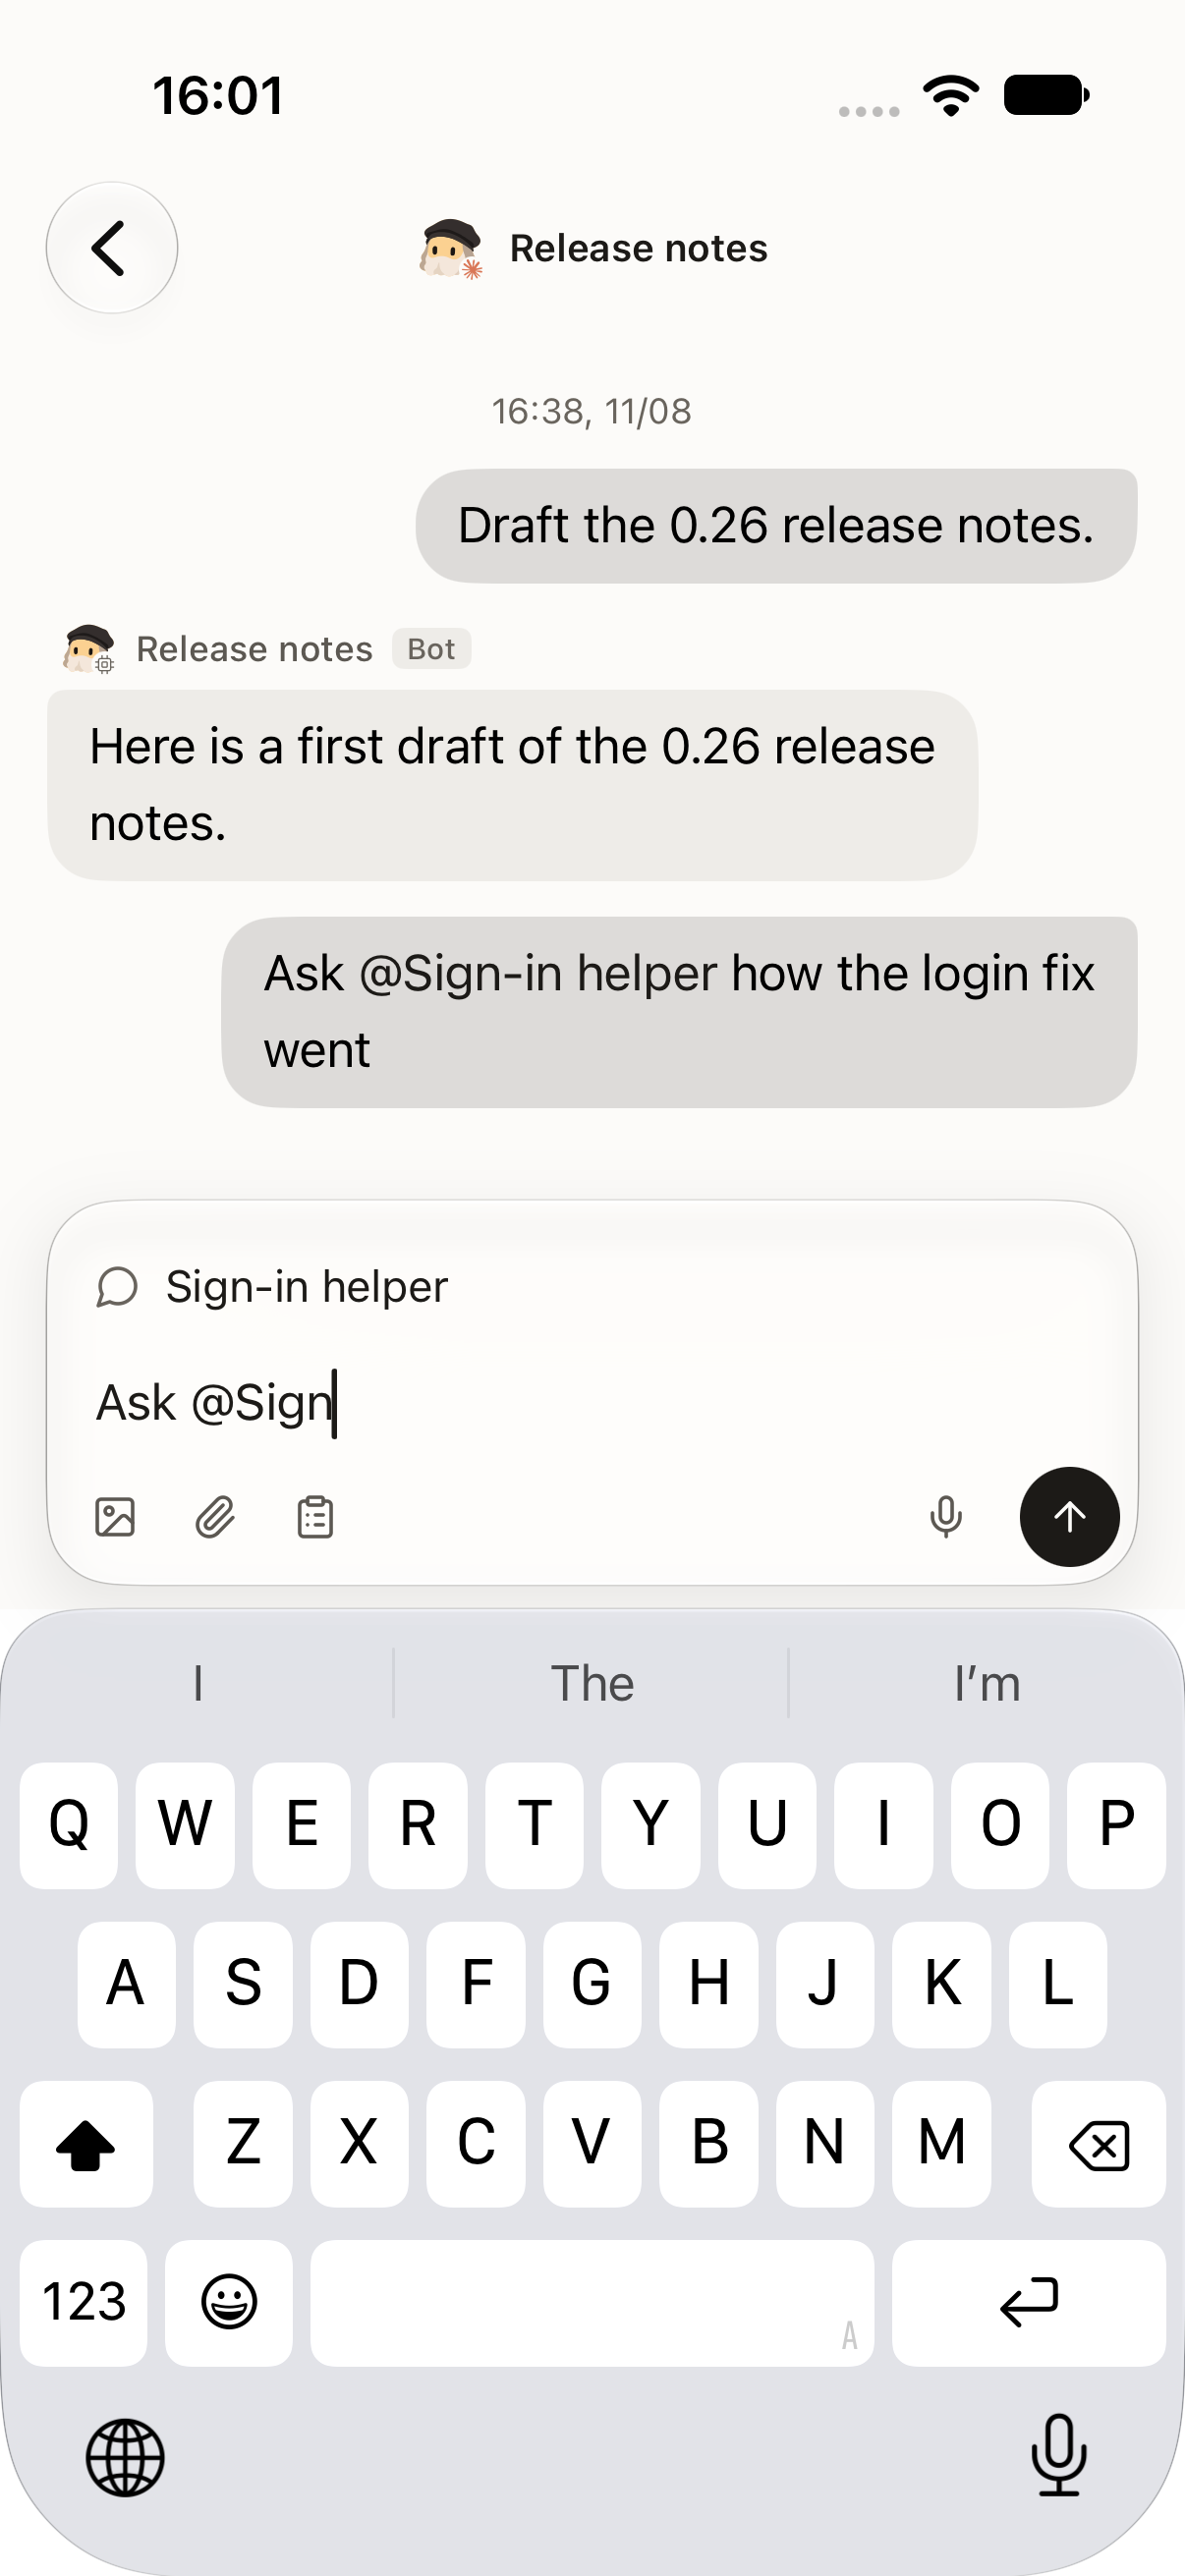 16:01
Release notes
16:38, 11/08
Draft the 0.26 release notes.
Release notes Bot
Here is a first draft of the 0.26 release
notes.
Ask @Sign-in helper how the login fix
went
Sign-in helper
Ask @Sign
I The I’m
Q W E R T Y U I O P
A S D F G H J K L
Z X C V B N M
123
A